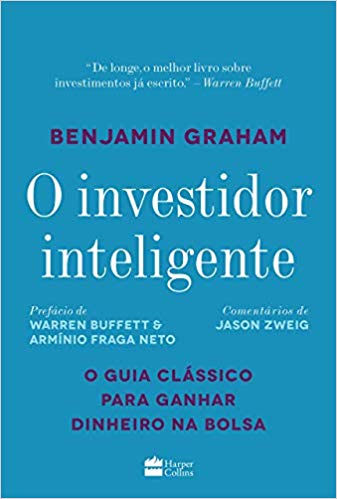 “De longe, o melhor livro sobre
investimentos já escrito.” – Warren Buffett
BENJAMIN GRAHAM
O investidor
inteligente
Prefácio de
WARREN BUFFETT &
ARMÍNIO FRAGA NETO
Comentários de
JASON ZWEIG
O GUIA CLÁSSICO
PARA GANHAR
DINHEIRO NA BOLSA
Harper
Collins